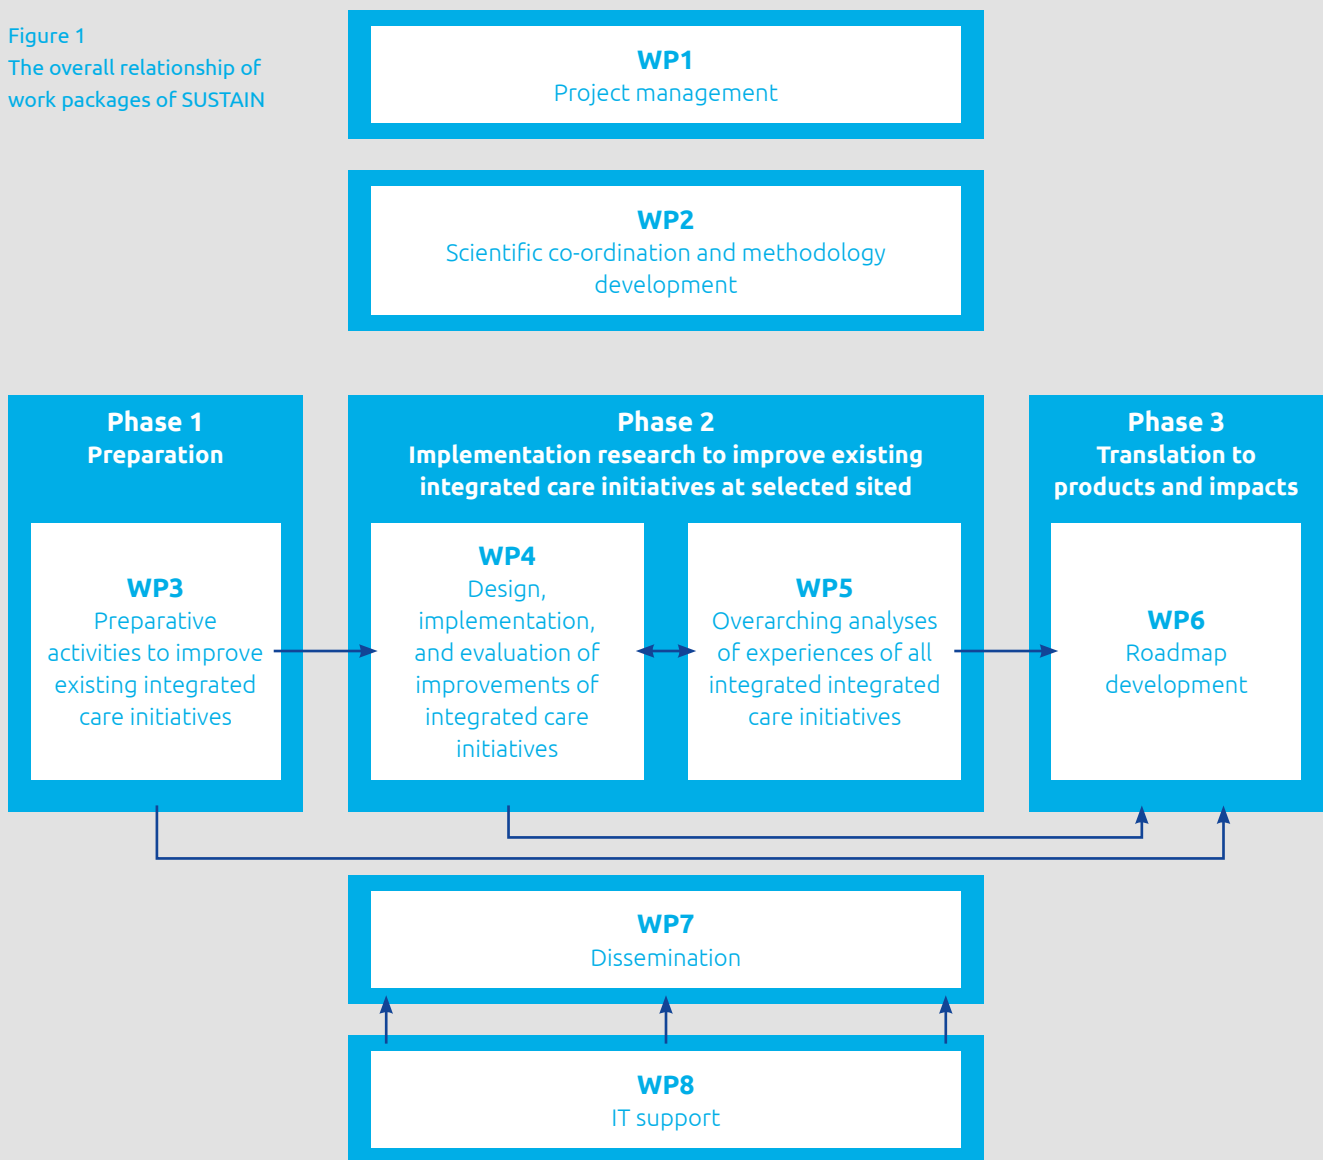 Figure 1
The overall relationship of
work packages of SUSTAIN
WP1
Project management
WP2
Scientific co-ordination and methodology
development
Phase 1
Preparation
WP3
Preparative
activities to improve
existing integrated
care initiatives
Phase 2
Implementation research to improve existing
integrated care initiatives at selected sited
WP4
Design,
implementation,
and evaluation of
improvements of
integrated care
initiatives
WP5
Overarching analyses
of experiences of all
integrated integrated
care initiatives
Phase 3
Translation to
products and impacts
WP6
Roadmap
development
WP7
Dissemination
WP8
IT support